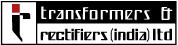 transformers &
rectifiers (india) ltd